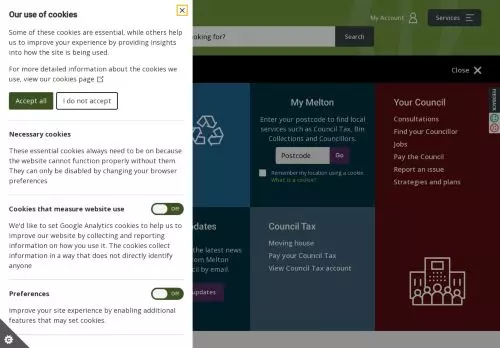 Our use of cookies
Some of these cookies are essential, while others help
us to improve your experience by providing insights
into how the site is being used.
For more detailed information about the cookies we
use, view our cookies page
Accept all
I do not accept
Necessary cookies
These essential cookies always need to be on because
the website cannot function properly without them.
They can only be disabled by changing your browser
preferences
Cookies that measure website use
Off
We'd like to set Google Analytics cookies to help us to
improve our website by collecting and reporting
information on how you use it. The cookies collect
information in a way that does not directly identify
anyone
Preferences
Off
Improve your site experience by enabling additional
features that may set cookies.
My Account
Services
king for?
Search
Close
FEEDBACK
My Melton
Enter your postcode to find local
services such as Council Tax, Bin
Collections and Councillors.
Postcode
Go
Remember my location using a cookie.
What is a cookie?
Your Council
Consultations
Find your Councillor
Jobs
Pay the Council
Report an issue
Strategies and plans
dates
the latest news
om Melton
cil by email.
updates
Council Tax
Moving house
Pay your Council Tax
View Council Tax account